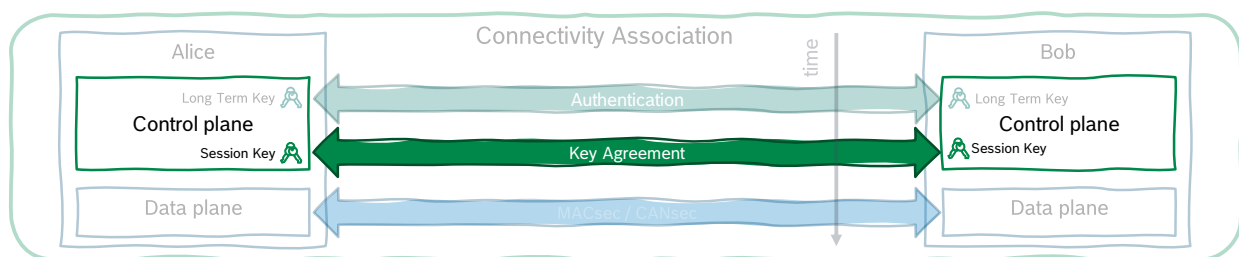 Connectivity Association
Alice
time
Bob
Long Term Key
Authentication
Long Term Key
Control plane
Control plane
Session Key
Key Agreement
Session Key
Data plane
MACsec / CANsec
Data plane